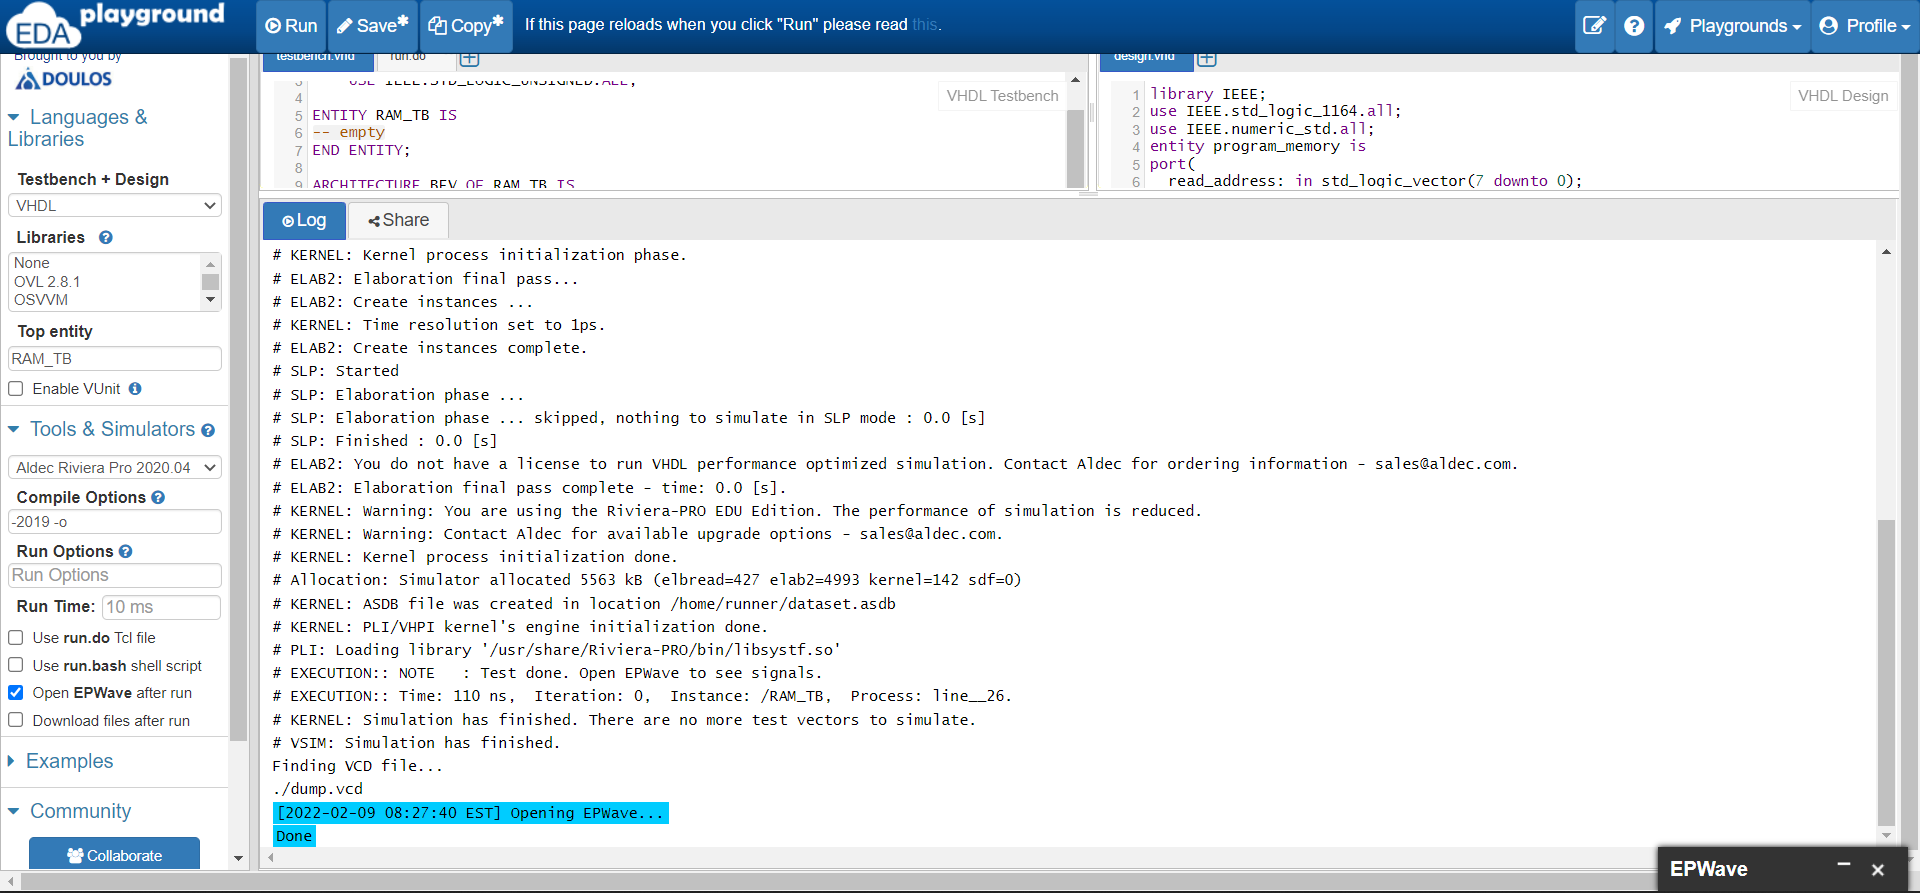 EDA playground
Run
Save*
Copy*
If this page reloads when you click "Run" please read this.
Playgrounds
Profile
Brought to you by
DOULOS
Languages &
Libraries
Testbench + Design
VHDL
Libraries
None
OVL 2.8.1
OSVVM
Top entity
RAM_TB
Enable VUnit
Tools & Simulators
Aldec Riviera Pro 2020.04
Compile Options
-2019 -o
Run Options
Run Options
Run Time: 10 ms
Use run.do Tcl file
Use run.bash shell script
Open EPWave after run
Download files after run
Examples
Community
Collaborate
testbench.vhd
run.do
VHDL Testbench
3 USE IEEE.STD_LOGIC_UNSIGNED.ALL;
4
5 ENTITY RAM_TB IS
6 -- empty
7 END ENTITY;
8
9 ARCHITECTURE BEV OF RAM_TB IS
design.vhd
VHDL Design
1 library IEEE;
2 use IEEE.std_logic_1164.all;
3 use IEEE.numeric_std.all;
4 entity program_memory is
5 port(
6 read_address: in std_logic_vector(7 downto 0);
Log
Share
# KERNEL: Kernel process initialization phase.
# ELAB2: Elaboration final pass...
# ELAB2: Create instances ...
# KERNEL: Time resolution set to 1ps.
# ELAB2: Create instances complete.
# SLP: Started
# SLP: Elaboration phase ...
# SLP: Elaboration phase ... skipped, nothing to simulate in SLP mode : 0.0 [s]
# SLP: Finished : 0.0 [s]
# ELAB2: You do not have a license to run VHDL performance optimized simulation. Contact Aldec for ordering information - sales@aldec.com.
# ELAB2: Elaboration final pass complete - time: 0.0 [s].
# KERNEL: Warning: You are using the Riviera-PRO EDU Edition. The performance of simulation is reduced.
# KERNEL: Warning: Contact Aldec for available upgrade options - sales@aldec.com.
# KERNEL: Kernel process initialization done.
# Allocation: Simulator allocated 5563 kB (elbread=427 elab2=4993 kernel=142 sdf=0)
# KERNEL: ASDB file was created in location /home/runner/dataset.asdb
# KERNEL: PLI/VHPI kernel's engine initialization done.
# PLI: Loading library '/usr/share/Riviera-PRO/bin/libsystf.so'
# EXECUTION:: NOTE   : Test done. Open EPWave to see signals.
# EXECUTION:: Time: 110 ns,  Iteration: 0,  Instance: /RAM_TB,  Process: line__26.
# KERNEL: Simulation has finished. There are no more test vectors to simulate.
# VSIM: Simulation has finished.
Finding VCD file...
./dump.vcd
[2022-02-09 08:27:40 EST] Opening EPWave...
Done
EPWave